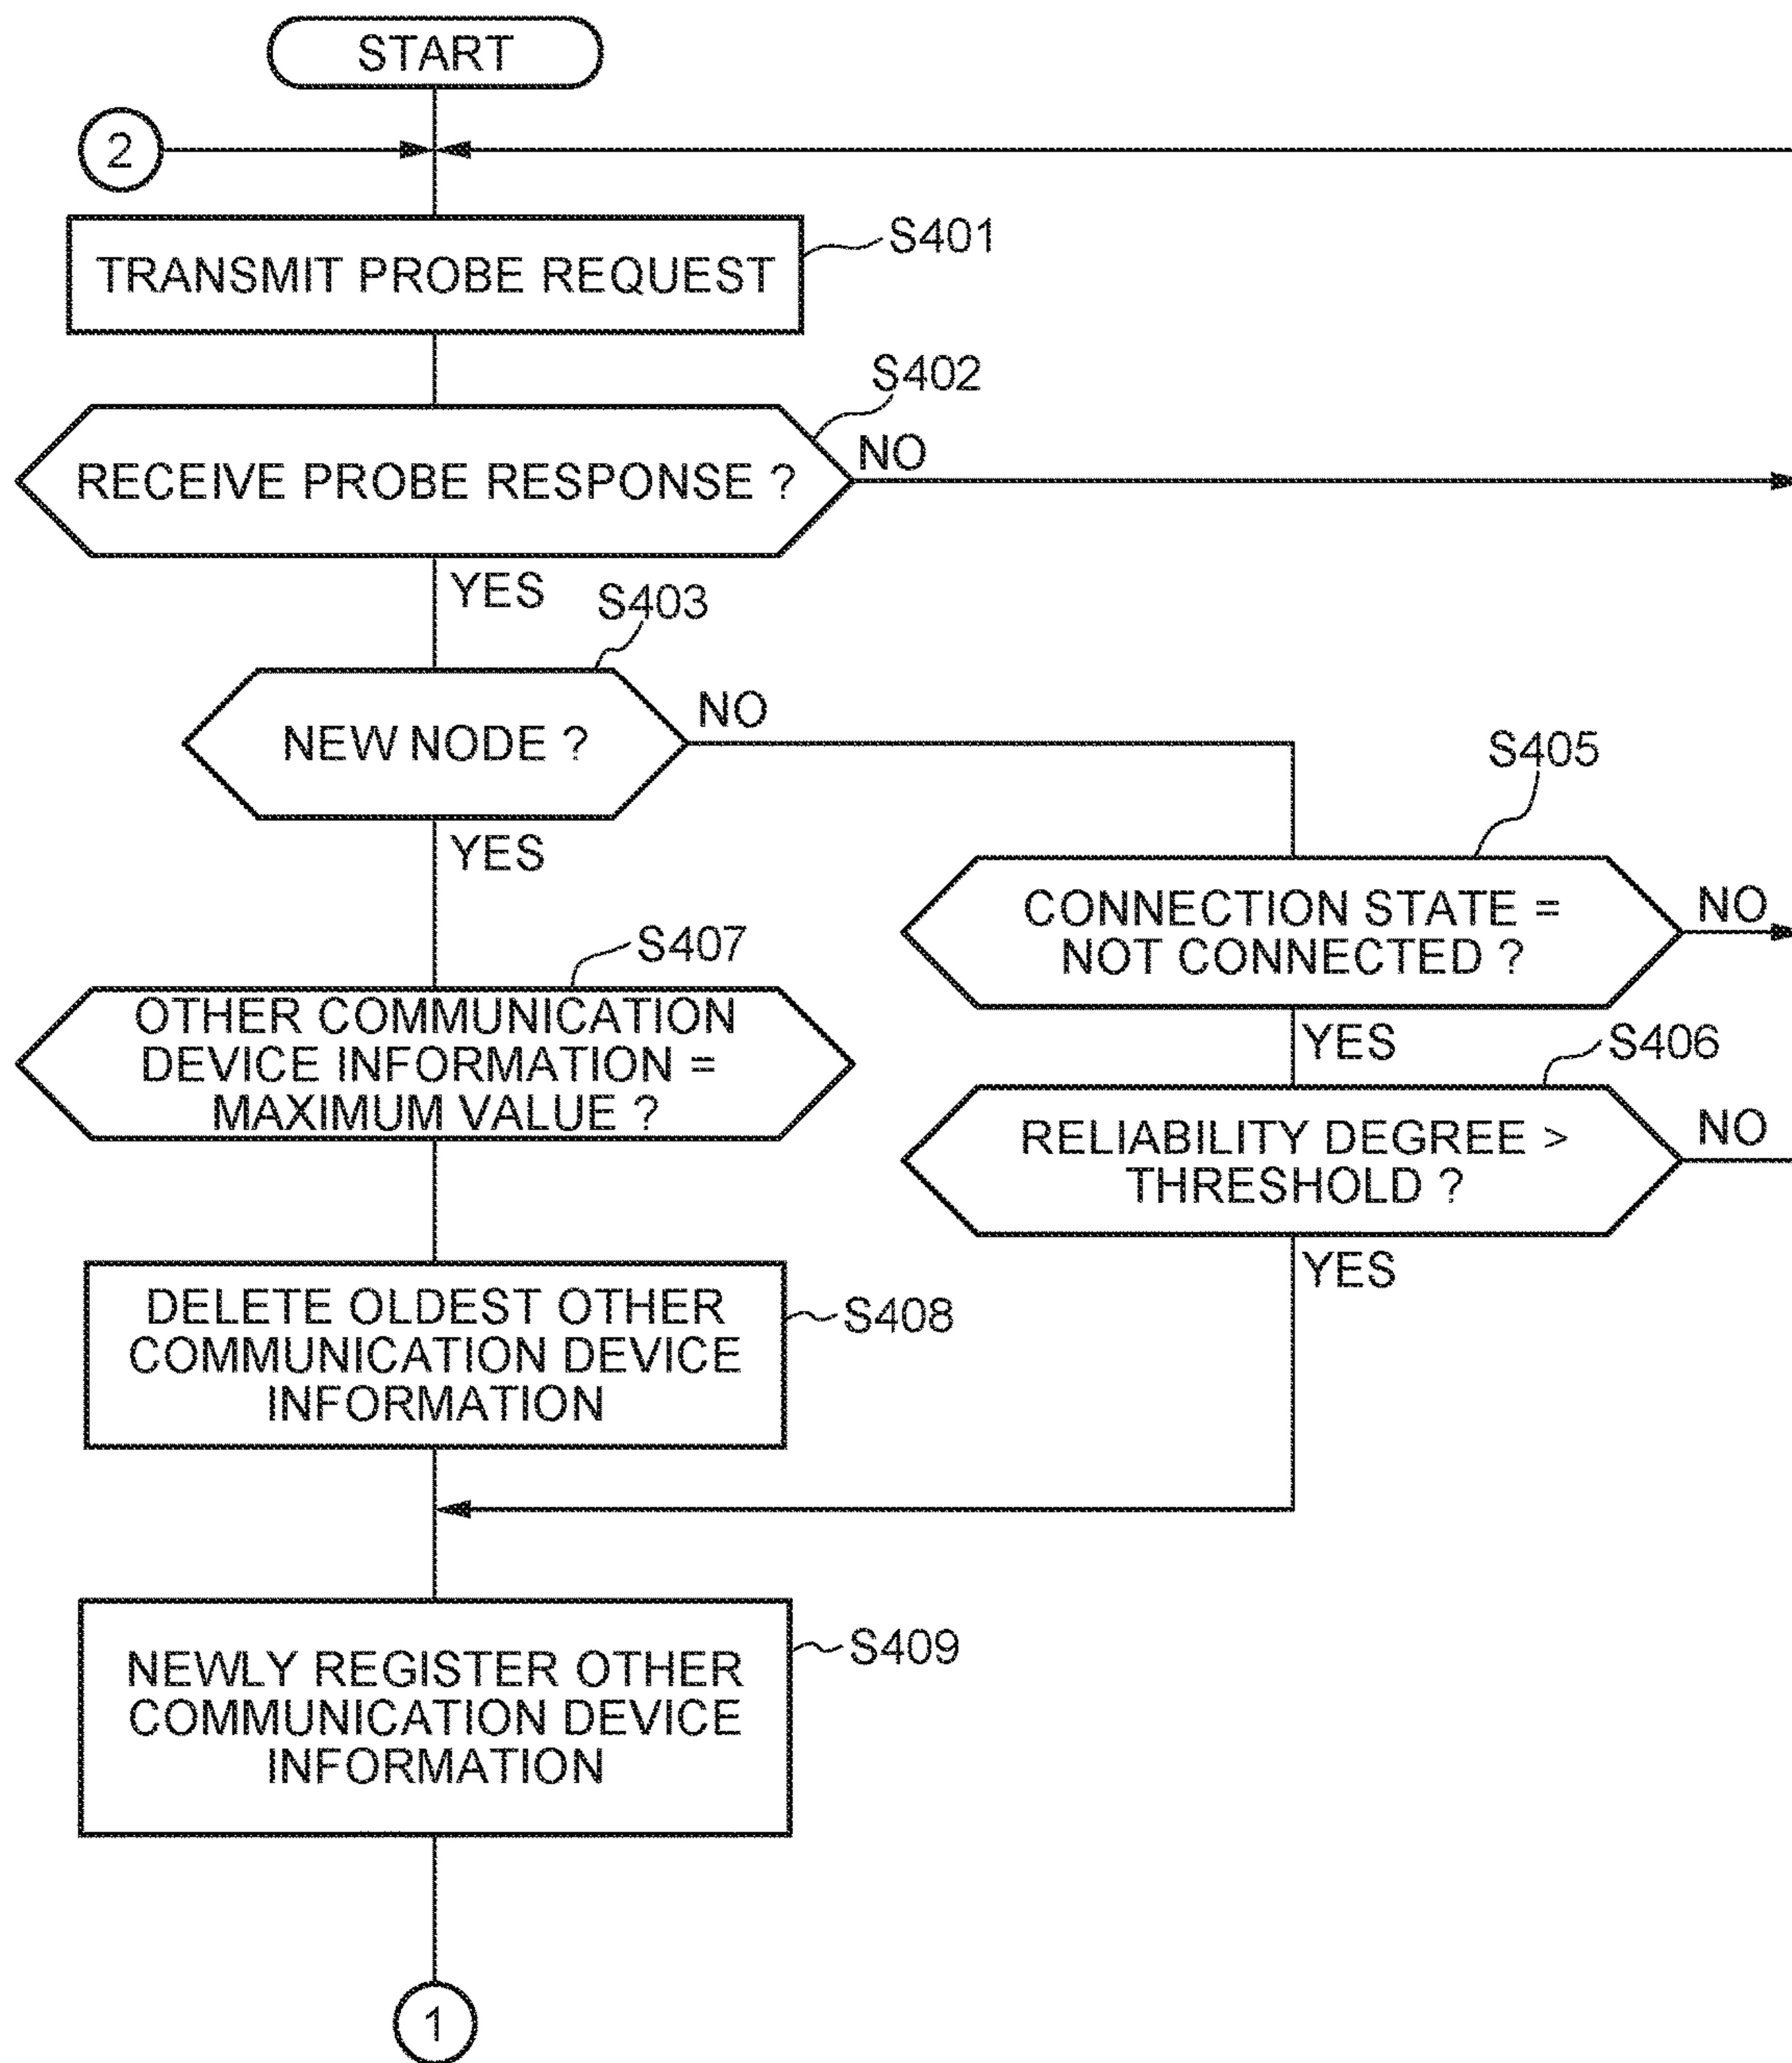 START
2
S401
TRANSMIT PROBE REQUEST
S402
RECEIVE PROBE RESPONSE ?
NO
YES
S403
NEW NODE ?
NO
YES
S405
CONNECTION STATE =
NOT CONNECTED ?
NO
YES
S406
RELIABILITY DEGREE >
THRESHOLD ?
NO
YES
S407
OTHER COMMUNICATION
DEVICE INFORMATION =
MAXIMUM VALUE ?
DELETE OLDEST OTHER
COMMUNICATION DEVICE
INFORMATION
S408
NEWLY REGISTER OTHER
COMMUNICATION DEVICE
INFORMATION
S409
1